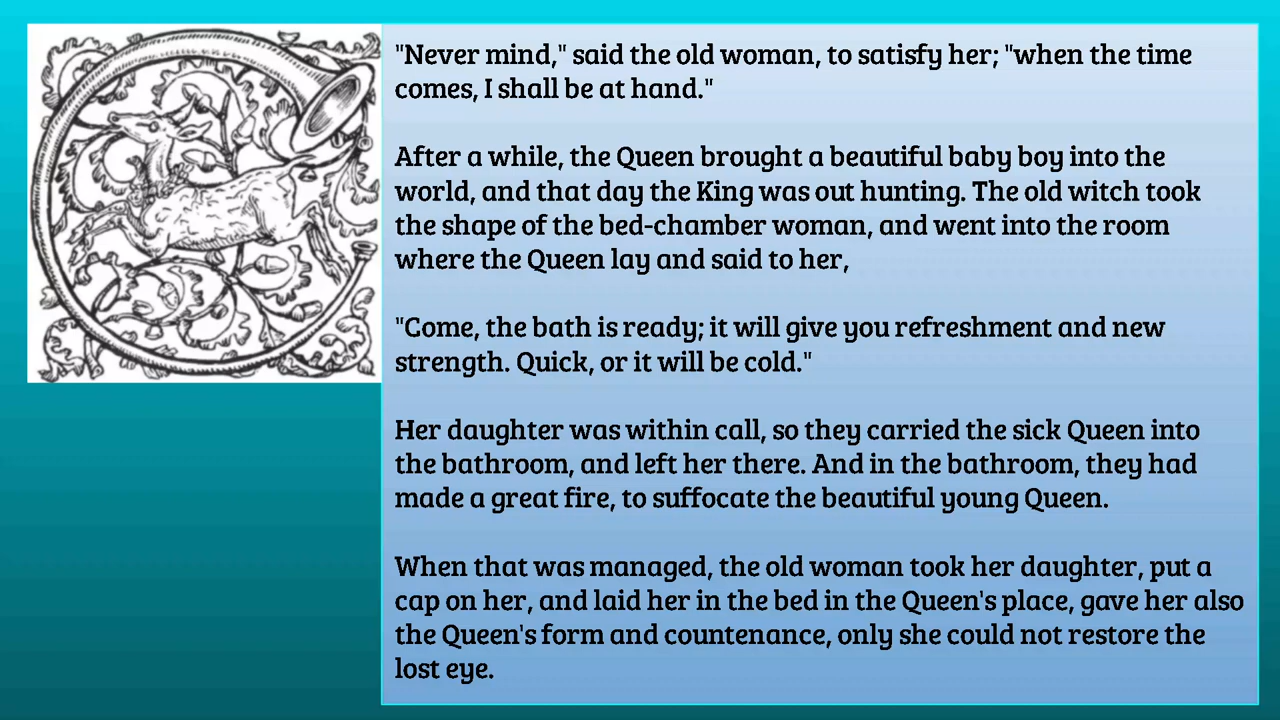 "Never mind," said the old woman, to satisfy her; "when the time
comes, I shall be at hand."
After a while, the Queen brought a beautiful baby boy into the
world, and that day the King was out hunting. The old witch took
the shape of the bed-chamber woman, and went into the room
where the Queen lay and said to her,
"Come, the bath is ready; it will give you refreshment and new
strength. Quick, or it will be cold."
Her daughter was within call, so they carried the sick Queen into
the bathroom, and left her there. And in the bathroom, they had
made a great fire, to suffocate the beautiful young Queen.
When that was managed, the old woman took her daughter, put a
cap on her, and laid her in the bed in the Queen's place, gave her also
the Queen's form and countenance, only she could not restore the
lost eye.